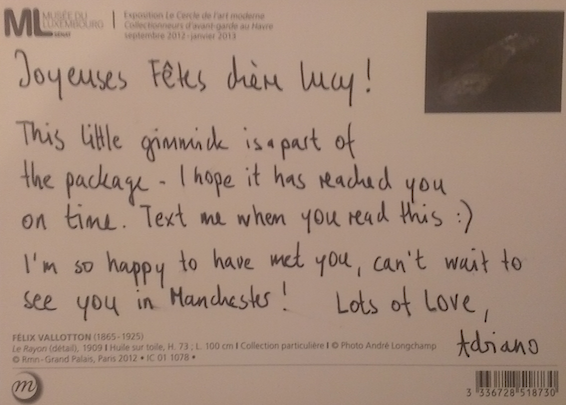 ML MUSÉE DU
LUXEMBOURG
SÉNAT
Exposition Le Cercle de l'art moderne
Collectionneurs d'avant-garde au Havre
septembre 2012 - janvier 2013
Joyeuses Fêtes chère Lucy!
This little gimmick is a part of
the package - I hope it has reached you
on time. Text me when you read this :)
I'm so happy to have met you, can't wait to
see you in Manchester! Lots of Love,
Adriano
FÉLIX VALLOTTON (1865-1925)
Le Rayon (détail), 1909 I Huile sur toile, H. 73 ; L. 100 cm I Collection particulière I © Photo André Longchamp
© Rmn - Grand Palais, Paris 2012 • IC 01 1078 •
m
3 336728 518730